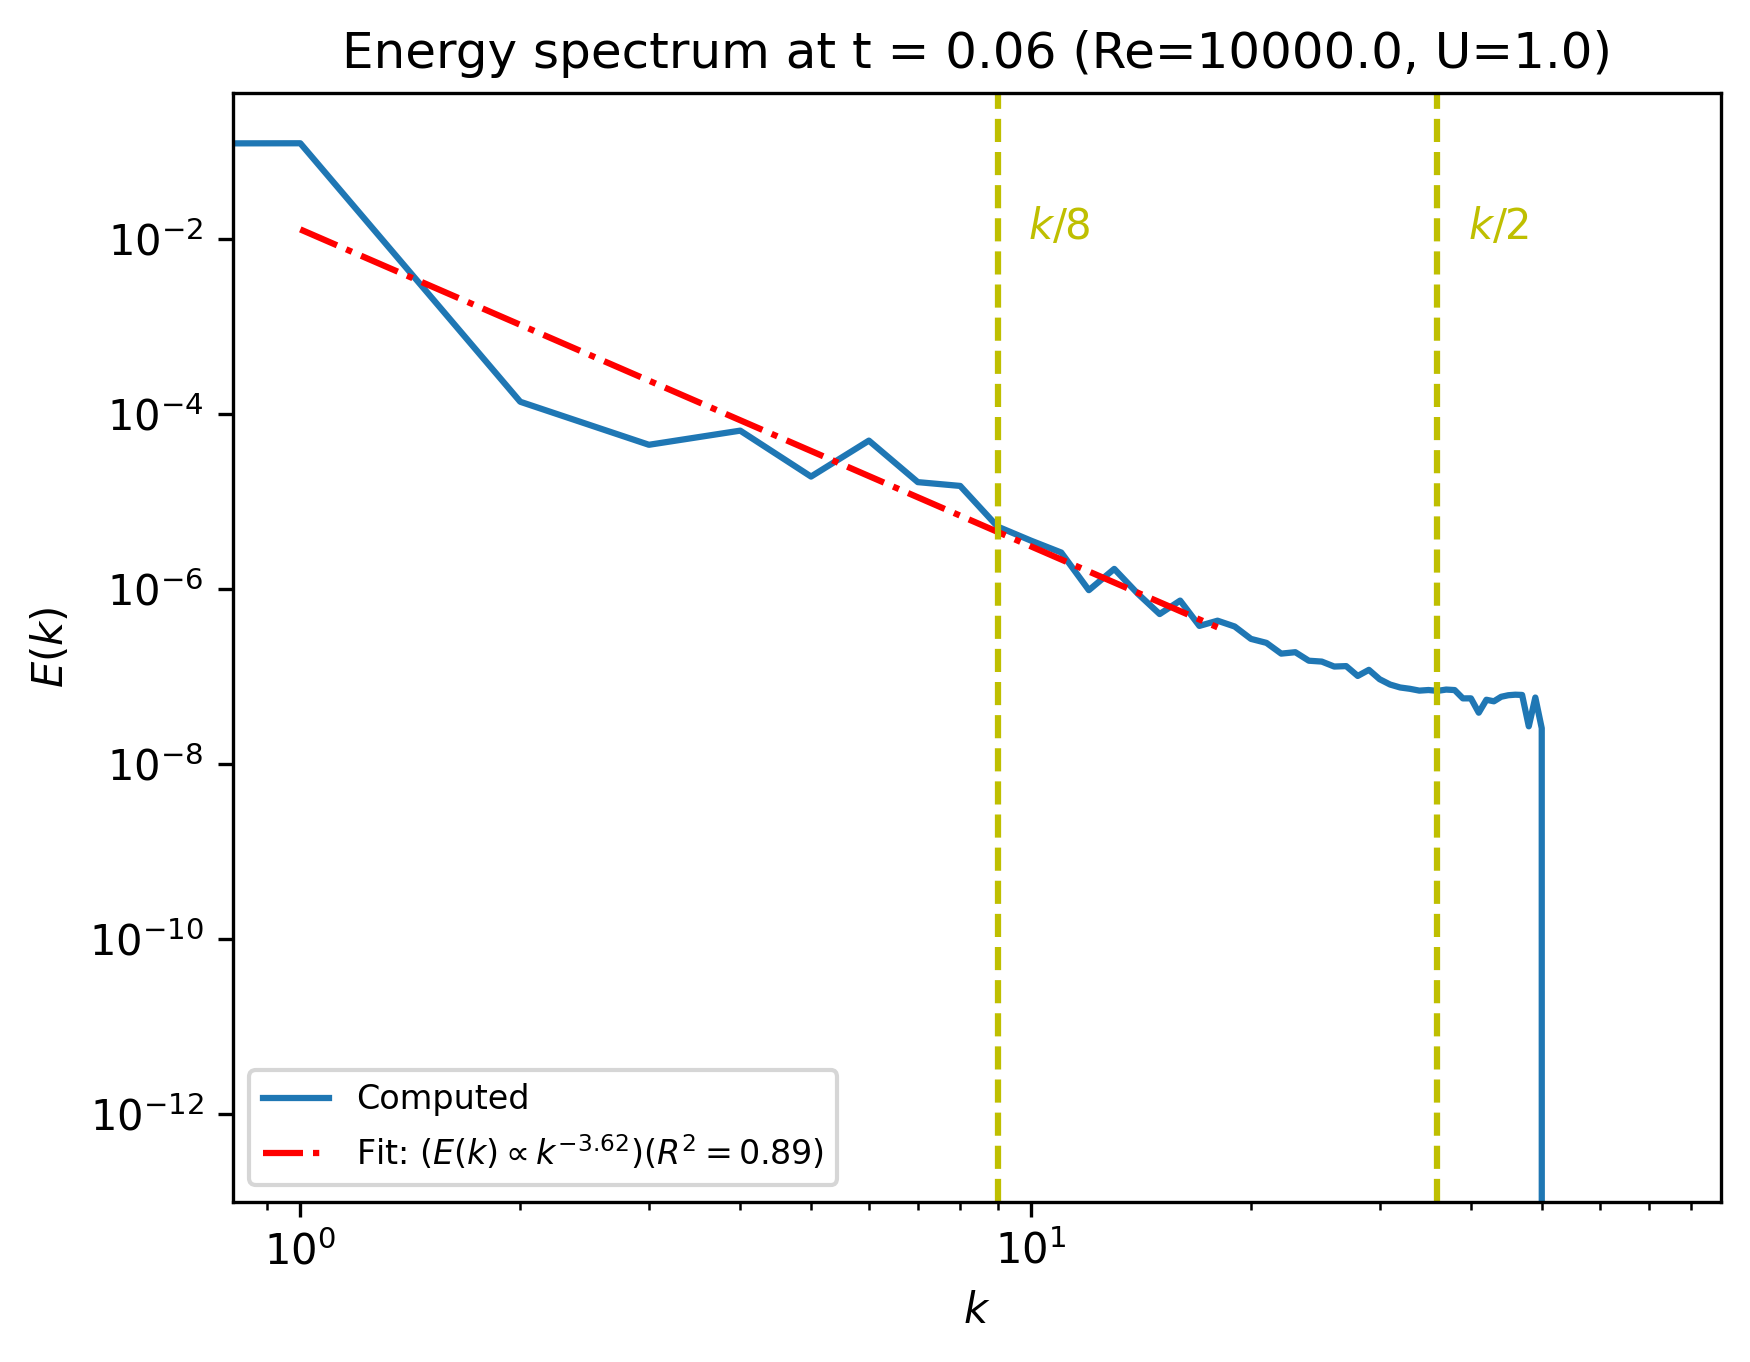 Energy spectrum at t = 0.06 (Re=10000.0, U=1.0)
10⁻²
10⁻⁴
10⁻⁶
10⁻⁸
10⁻¹⁰
10⁻¹²
E(k)
k/8
k/2
Computed
Fit: (E(k) ∝ k⁻³·⁶²)(R² = 0.89)
10⁰
10¹
k